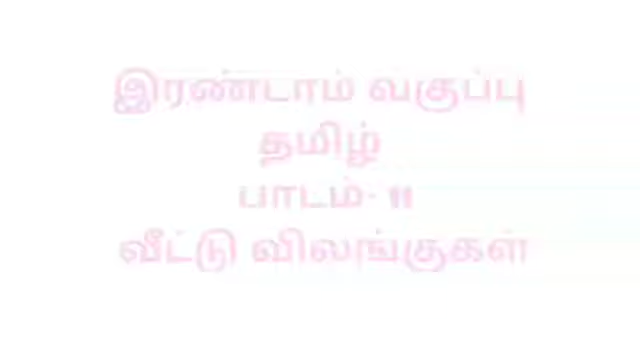 இரண்டாம் வகுப்பு
தமிழ்
பாடம்- 11
வீட்டு விலங்குகள்